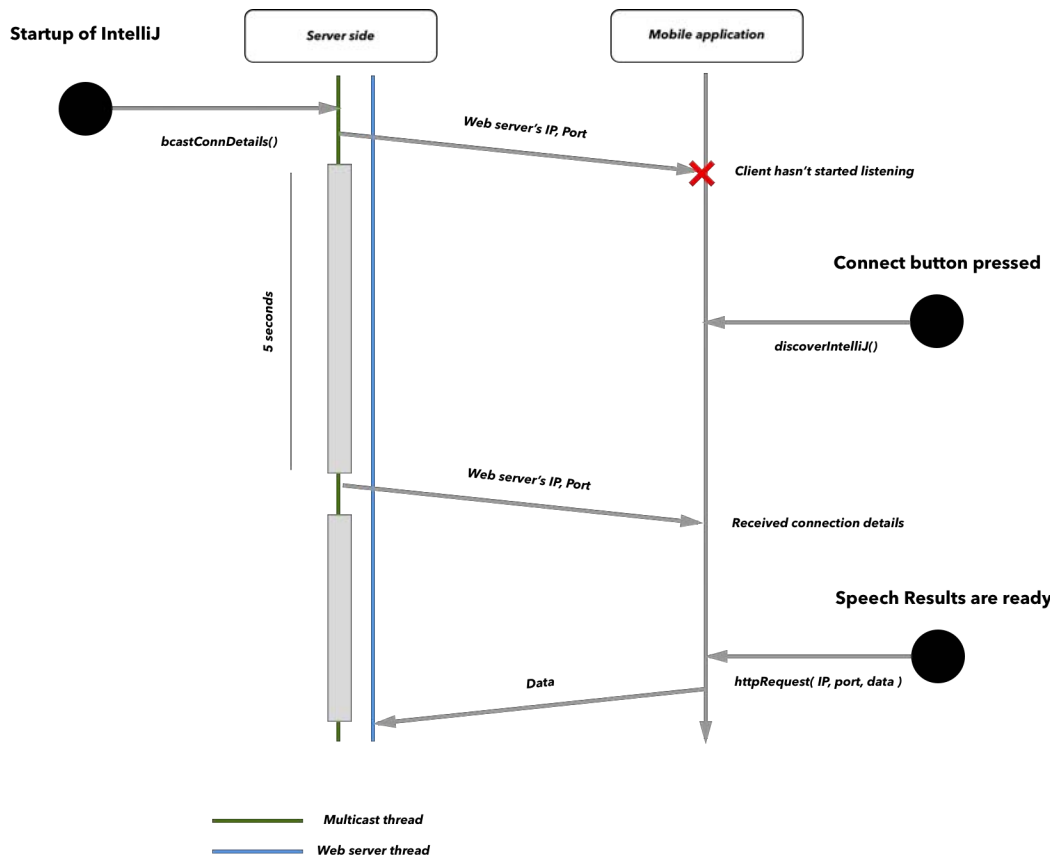 Startup of IntelliJ
Server side
Mobile application
bcastConnDetails()
Web server's IP, Port
Client hasn't started listening
Connect button pressed
5 seconds
discoverIntelliJ()
Web server's IP, Port
Received connection details
Speech Results are ready
Data
httpRequest( IP, port, data )
Multicast thread
Web server thread